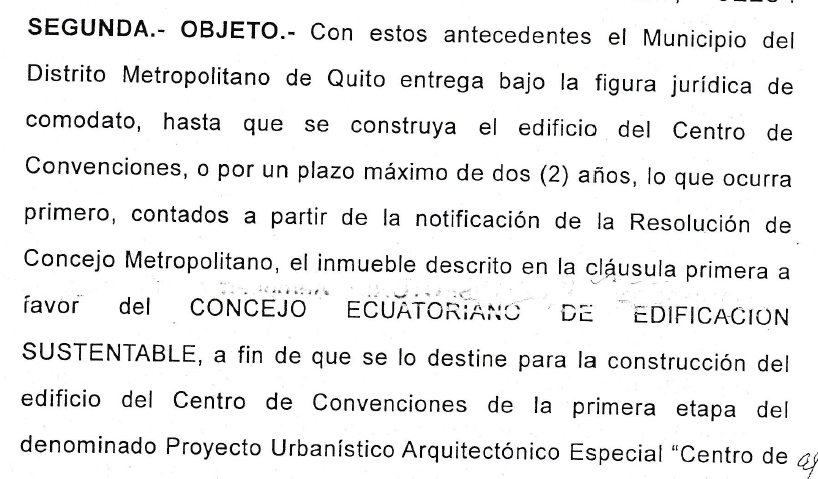 SEGUNDA.- OBJETO.- Con estos antecedentes el Municipio del
Distrito Metropolitano de Quito entrega bajo la figura jurídica de
comodato, hasta que se construya el edificio del Centro de
Convenciones, o por un plazo máximo de dos (2) años, lo que ocurra
primero, contados a partir de la notificación de la Resolución de
Concejo Metropolitano, el inmueble descrito en la cláusula primera a
favor del CONCEJO ECUATORIANO DE EDIFICACION
SUSTENTABLE, a fin de que se lo destine para la construcción del
edificio del Centro de Convenciones de la primera etapa del
denominado Proyecto Urbanístico Arquitectónico Especial “Centro de